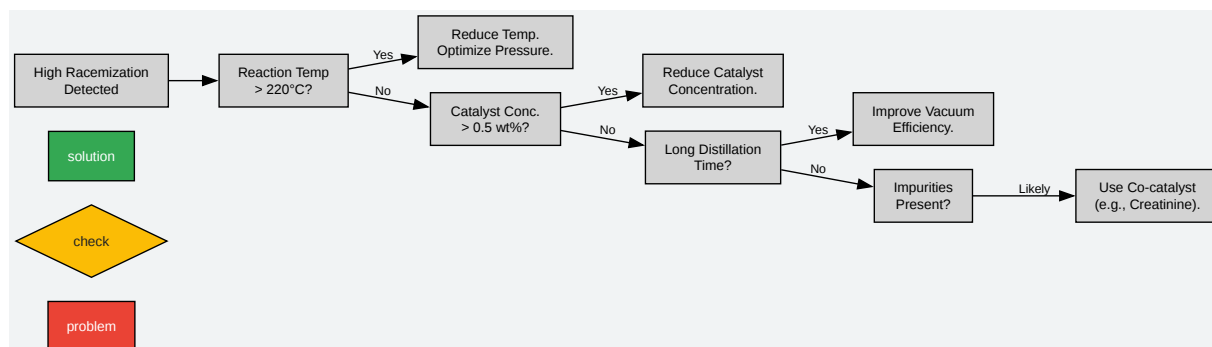 High Racemization
Detected
Reaction Temp
> 220°C?
Yes
Reduce Temp.
Optimize Pressure.
No
Catalyst Conc.
> 0.5 wt%?
Yes
Reduce Catalyst
Concentration.
No
Long Distillation
Time?
Yes
Improve Vacuum
Efficiency.
No
Impurities
Present?
Likely
Use Co-catalyst
(e.g., Creatinine).
solution
check
problem